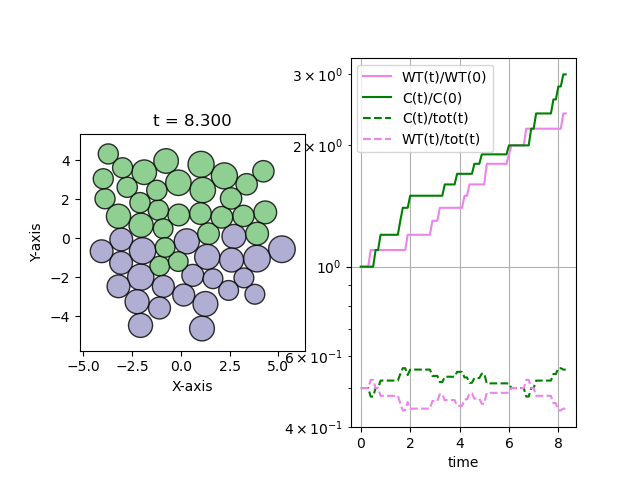 t = 8.300
Y-axis
4
2
0
−2
−4
−5.0 −2.5 0.0 2.5 5.0
X-axis
WT(t)/WT(0)
C(t)/C(0)
C(t)/tot(t)
WT(t)/tot(t)
3 × 10⁰
2 × 10⁰
10⁰
6 × 10⁻¹
4 × 10⁻¹
0 2 4 6 8
time